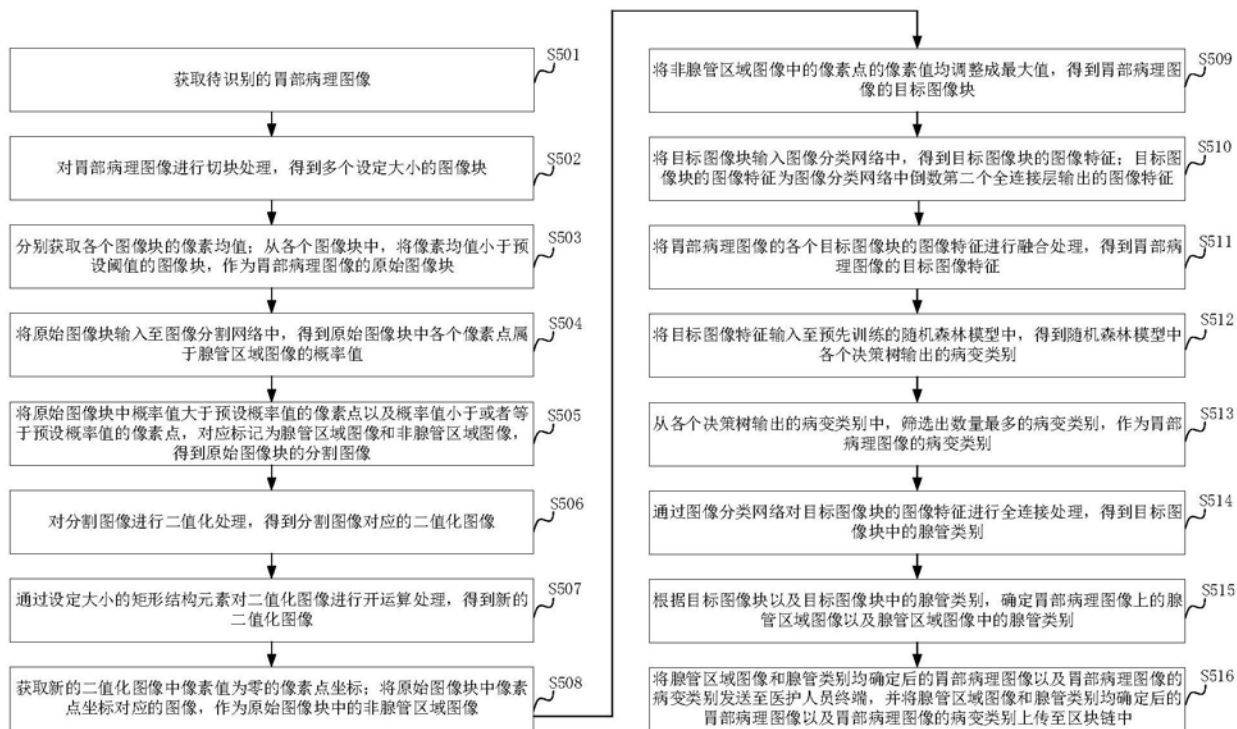 S501
获取待识别的胃部病理图像
S502
对胃部病理图像进行切块处理，得到多个设定大小的图像块
S503
分别获取各个图像块的像素均值；从各个图像块中，将像素均值小于预
设阈值的图像块，作为胃部病理图像的原始图像块
S504
将原始图像块输入至图像分割网络中，得到原始图像块中各个像素点属
于腺管区域图像的概率值
S505
将原始图像块中概率值大于预设概率值的像素点以及概率值小于或者等
于预设概率值的像素点，对应标记为腺管区域图像和非腺管区域图像，
得到原始图像块的分割图像
S506
对分割图像进行二值化处理，得到分割图像对应的二值化图像
S507
通过设定大小的矩形结构元素对二值化图像进行开运算处理，得到新的
二值化图像
S508
获取新的二值化图像中像素值为零的像素点坐标；将原始图像块中像素
点坐标对应的图像，作为原始图像块中的非腺管区域图像
S509
将非腺管区域图像中的像素点的像素值均调整成最大值，得到胃部病理图
像的目标图像块
S510
将目标图像块输入图像分类网络中，得到目标图像块的图像特征；目标图
像块的图像特征为图像分类网络中倒数第二个全连接层输出的图像特征
S511
将胃部病理图像的各个目标图像块的图像特征进行融合处理，得到胃部病
理图像的目标图像特征
S512
将目标图像特征输入至预先训练的随机森林模型中，得到随机森林模型中
各个决策树输出的病变类别
S513
从各个决策树输出的病变类别中，筛选出数量最多的病变类别，作为胃部
病理图像的病变类别
S514
通过图像分类网络对目标图像块的图像特征进行全连接处理，得到目标图
像块中的腺管类别
S515
根据目标图像块以及目标图像块中的腺管类别，确定胃部病理图像上的腺
管区域图像以及腺管区域图像中的腺管类别
S516
将腺管区域图像和腺管类别均确定后的胃部病理图像以及胃部病理图像的
病变类别发送至医护人员终端，并将腺管区域图像和腺管类别均确定后的
胃部病理图像以及胃部病理图像的病变类别上传至区块链中